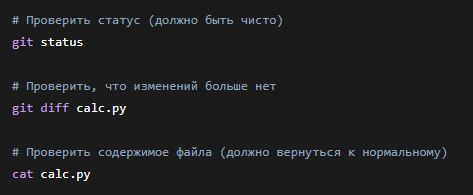 # Проверить статус (должно быть чисто)
git status
# Проверить, что изменений больше нет
git diff calc.py
# Проверить содержимое файла (должно вернуться к нормальному)
cat calc.py